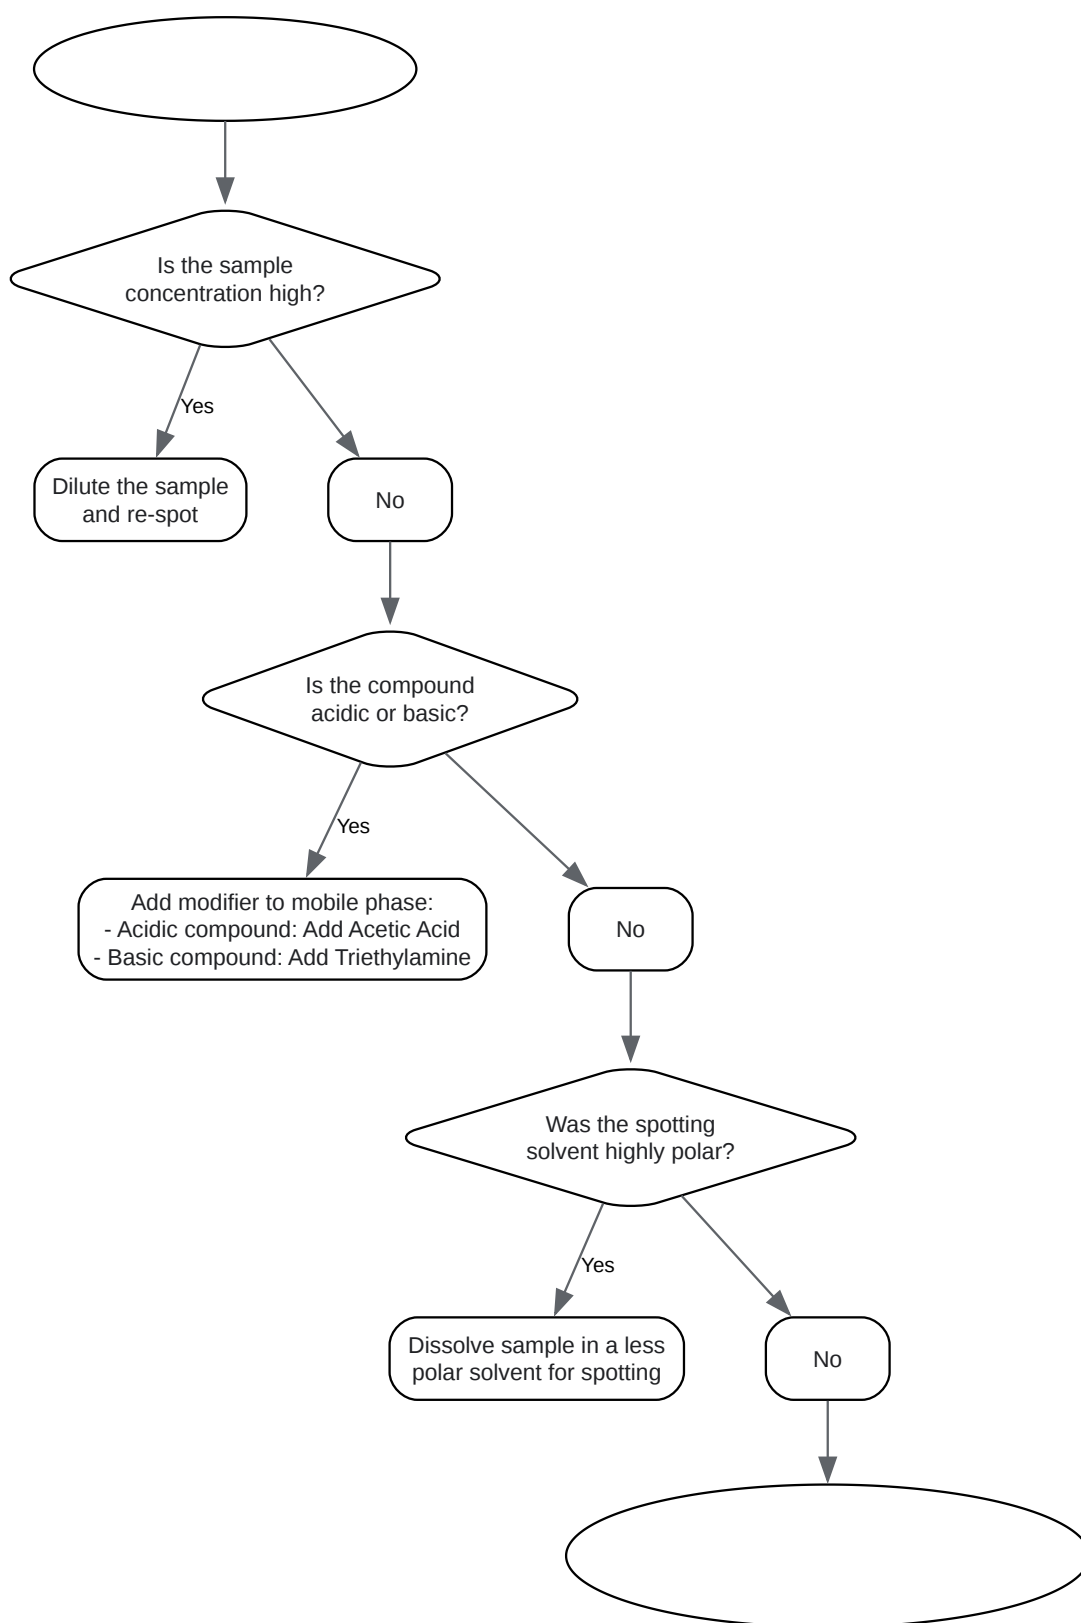 Is the sample
concentration high?
Yes
Dilute the sample
and re-spot
No
Is the compound
acidic or basic?
Yes
Add modifier to mobile phase:
- Acidic compound: Add Acetic Acid
- Basic compound: Add Triethylamine
No
Was the spotting
solvent highly polar?
Yes
Dissolve sample in a less
polar solvent for spotting
No